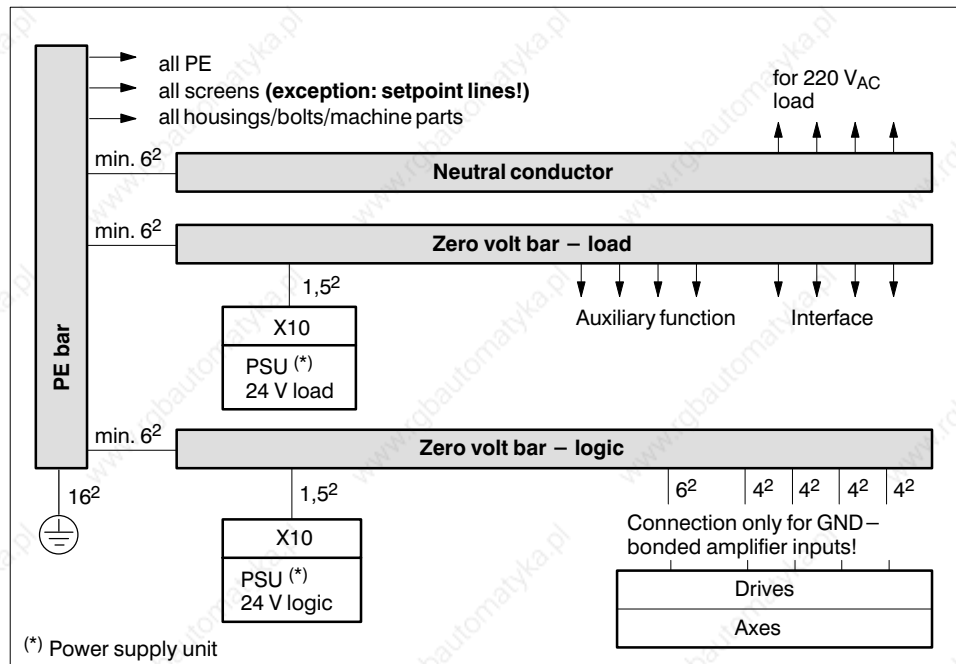 all PE
all screens (exception: setpoint lines!)
all housings/bolts/machine parts
for 220 VAC
load
min. 6²
Neutral conductor
min. 6²
Zero volt bar – load
1,5²
X10
PSU (*)
24 V load
Auxiliary function
Interface
PE bar
min. 6²
Zero volt bar – logic
16²
1,5²
6²
4²
4²
4²
4²
X10
PSU (*)
24 V logic
Connection only for GND–
bonded amplifier inputs!
Drives
Axes
(*) Power supply unit
www.rgbautomatyka.pl